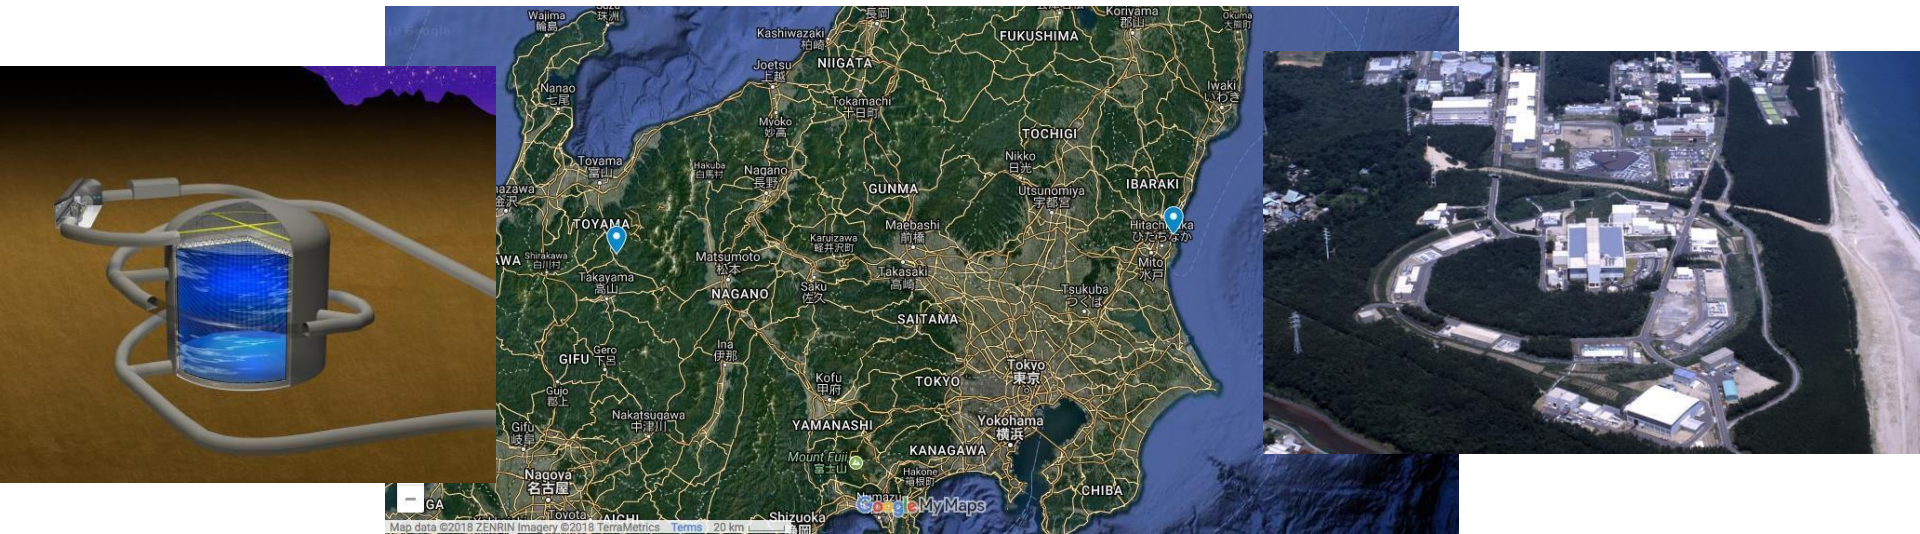 Wajima
輪島
珠洲
長岡
Koriyama
郡山
Okuma
大熊町
Kashiwazaki
柏崎
FUKUSHIMA
NIIGATA
Joetsu
上越
Nanao
七尾
Iwaki
いわき
Tokamachi
十日町
Myoko
妙高
TOCHIGI
Toyama
富山
Hakuba
白馬村
Nagano
長野
Nikko
日光
GUNMA
Utsunomiya
宇都宮
IBARAKI
TOYAMA
Maebashi
前橋
ひたちなか
Shirakawa
白川村
Karuizawa
軽井沢町
Matsumoto
松本
Takasaki
高崎
Mito
水戸
Takayama
高山
NAGANO
Saku
佐久
Tsukuba
つくば
SAITAMA
GIFU
Gero
下呂
Ina
伊那
Tokyo
東京
TOKYO
Kofu
甲府
Gujo
郡上
Nakatsugawa
中津川
Gifu
岐阜
YAMANASHI
Yokohama
横浜
KANAGAWA
Mount Fuji
富士山
Hakone
箱根町
Nagoya
名古屋
CHIBA
Numazu
Google My Maps
Toyota
AICHI
Shizuoka
Map data ©2018 ZENRIN Imagery ©2018 TerraMetrics Terms 20 km